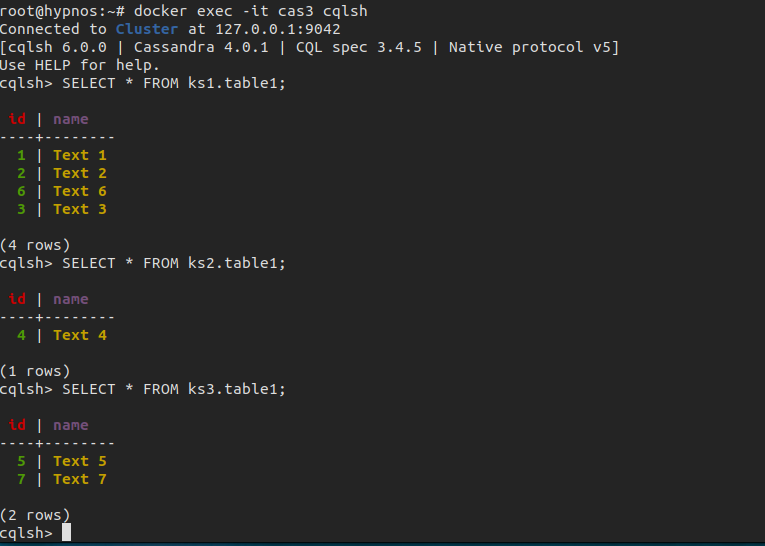 root@hypnos:~# docker exec -it cas3 cqlsh
Connected to Cluster at 127.0.0.1:9042
[cqlsh 6.0.0 | Cassandra 4.0.1 | CQL spec 3.4.5 | Native protocol v5]
Use HELP for help.
cqlsh> SELECT * FROM ks1.table1;

 id | name
----+--------
  1 | Text 1
  2 | Text 2
  6 | Text 6
  3 | Text 3

(4 rows)
cqlsh> SELECT * FROM ks2.table1;

 id | name
----+--------
  4 | Text 4

(1 rows)
cqlsh> SELECT * FROM ks3.table1;

 id | name
----+--------
  5 | Text 5
  7 | Text 7

(2 rows)
cqlsh>